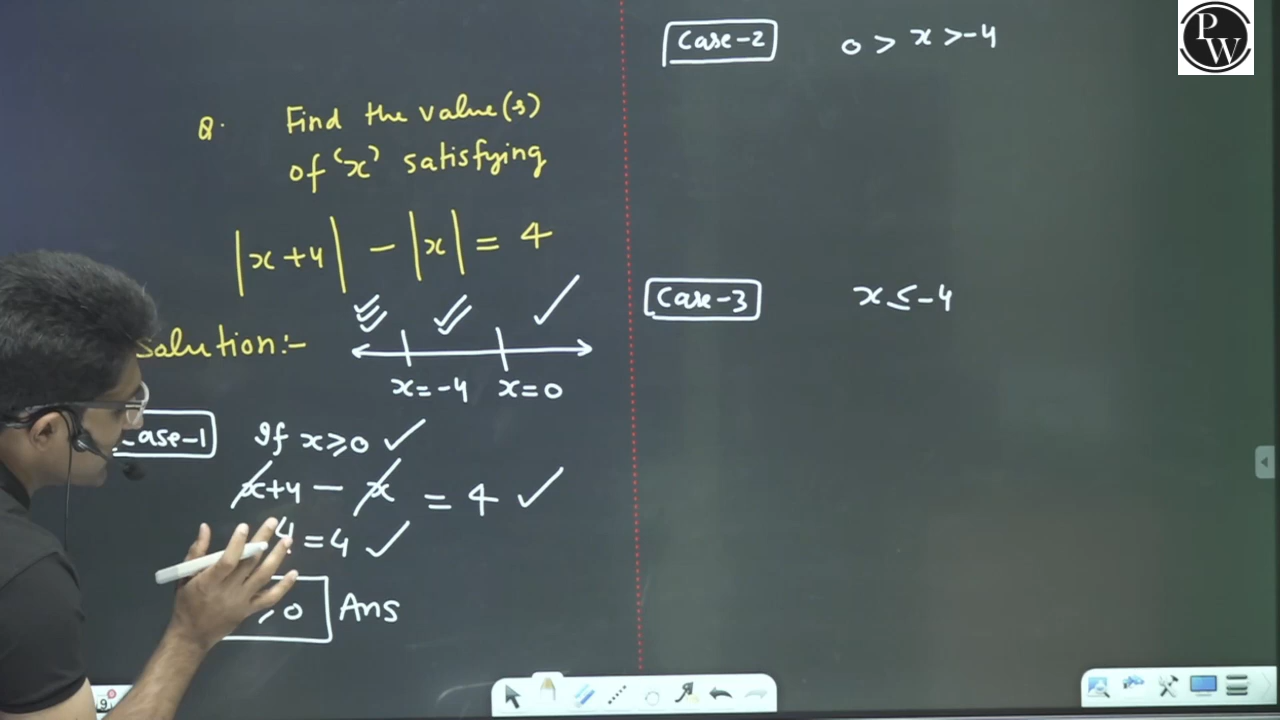 Q. Find the value(s)
of 'x' satisfying
|x+4| - |x| = 4
Solution:-
x=-4 x=0
Case-1 If x≥0 ✓
x+4 - x = 4 ✓
4 = 4 ✓
≥0 Ans
Case-2 0 > x > -4
Case-3 x ≤ -4
PW